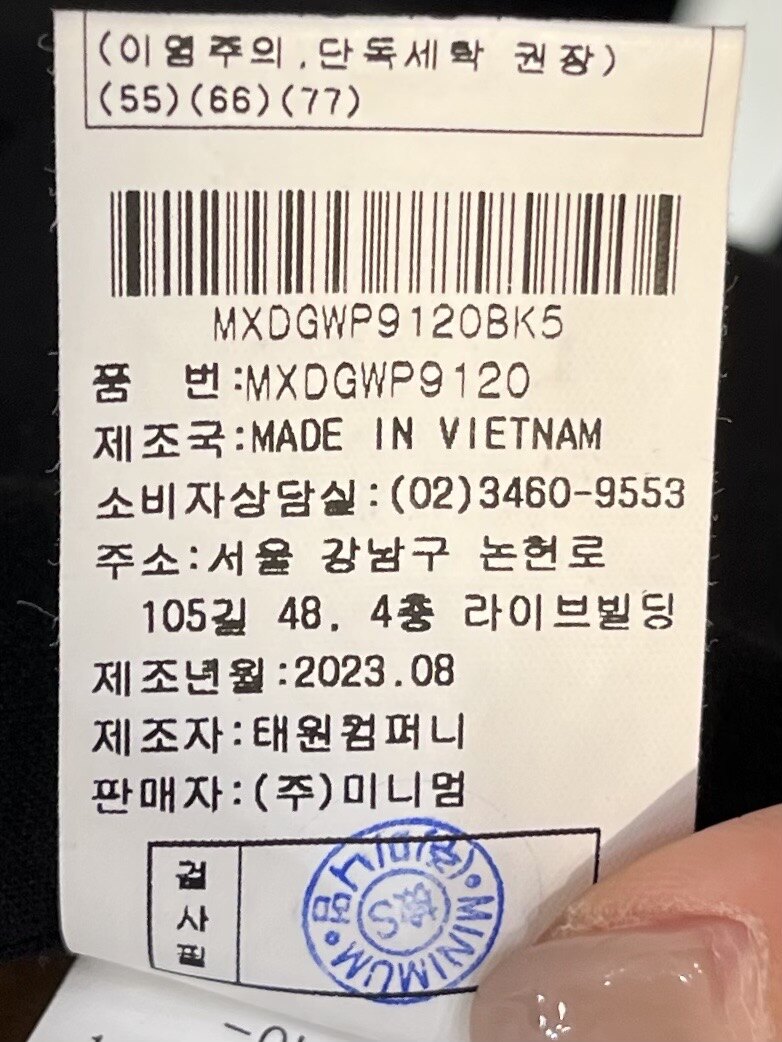 (이염주의,단독세탁 권장)
(55)(66)(77)
MXDGWP9120BK5
품 번:MXDGWP9120
제조국:MADE IN VIETNAM
소비자상담실:(02)3460-9553
주소:서울 강남구 논현로
105길 48. 4층 라이브빌딩
제조년월:2023.08
제조자:태원컴퍼니
판매자:(주)미니멈
검사필
MINIMUM
S